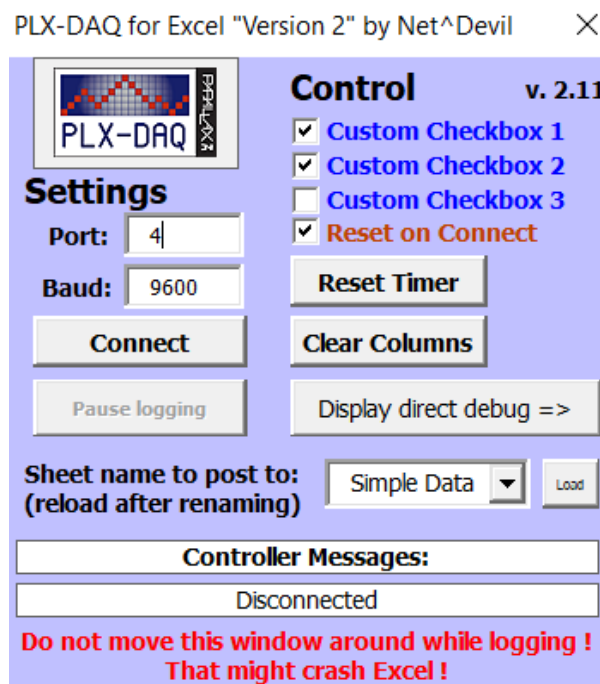 PLX-DAQ for Excel "Version 2" by Net^Devil
PLX-DAQ
PARALLAX
Control
v. 2.11
Custom Checkbox 1
Custom Checkbox 2
Custom Checkbox 3
Reset on Connect
Settings
Port: 4
Baud: 9600
Reset Timer
Connect
Clear Columns
Pause logging
Display direct debug =>
Sheet name to post to:
(reload after renaming)
Simple Data
Load
Controller Messages:
Disconnected
Do not move this window around while logging !
That might crash Excel !